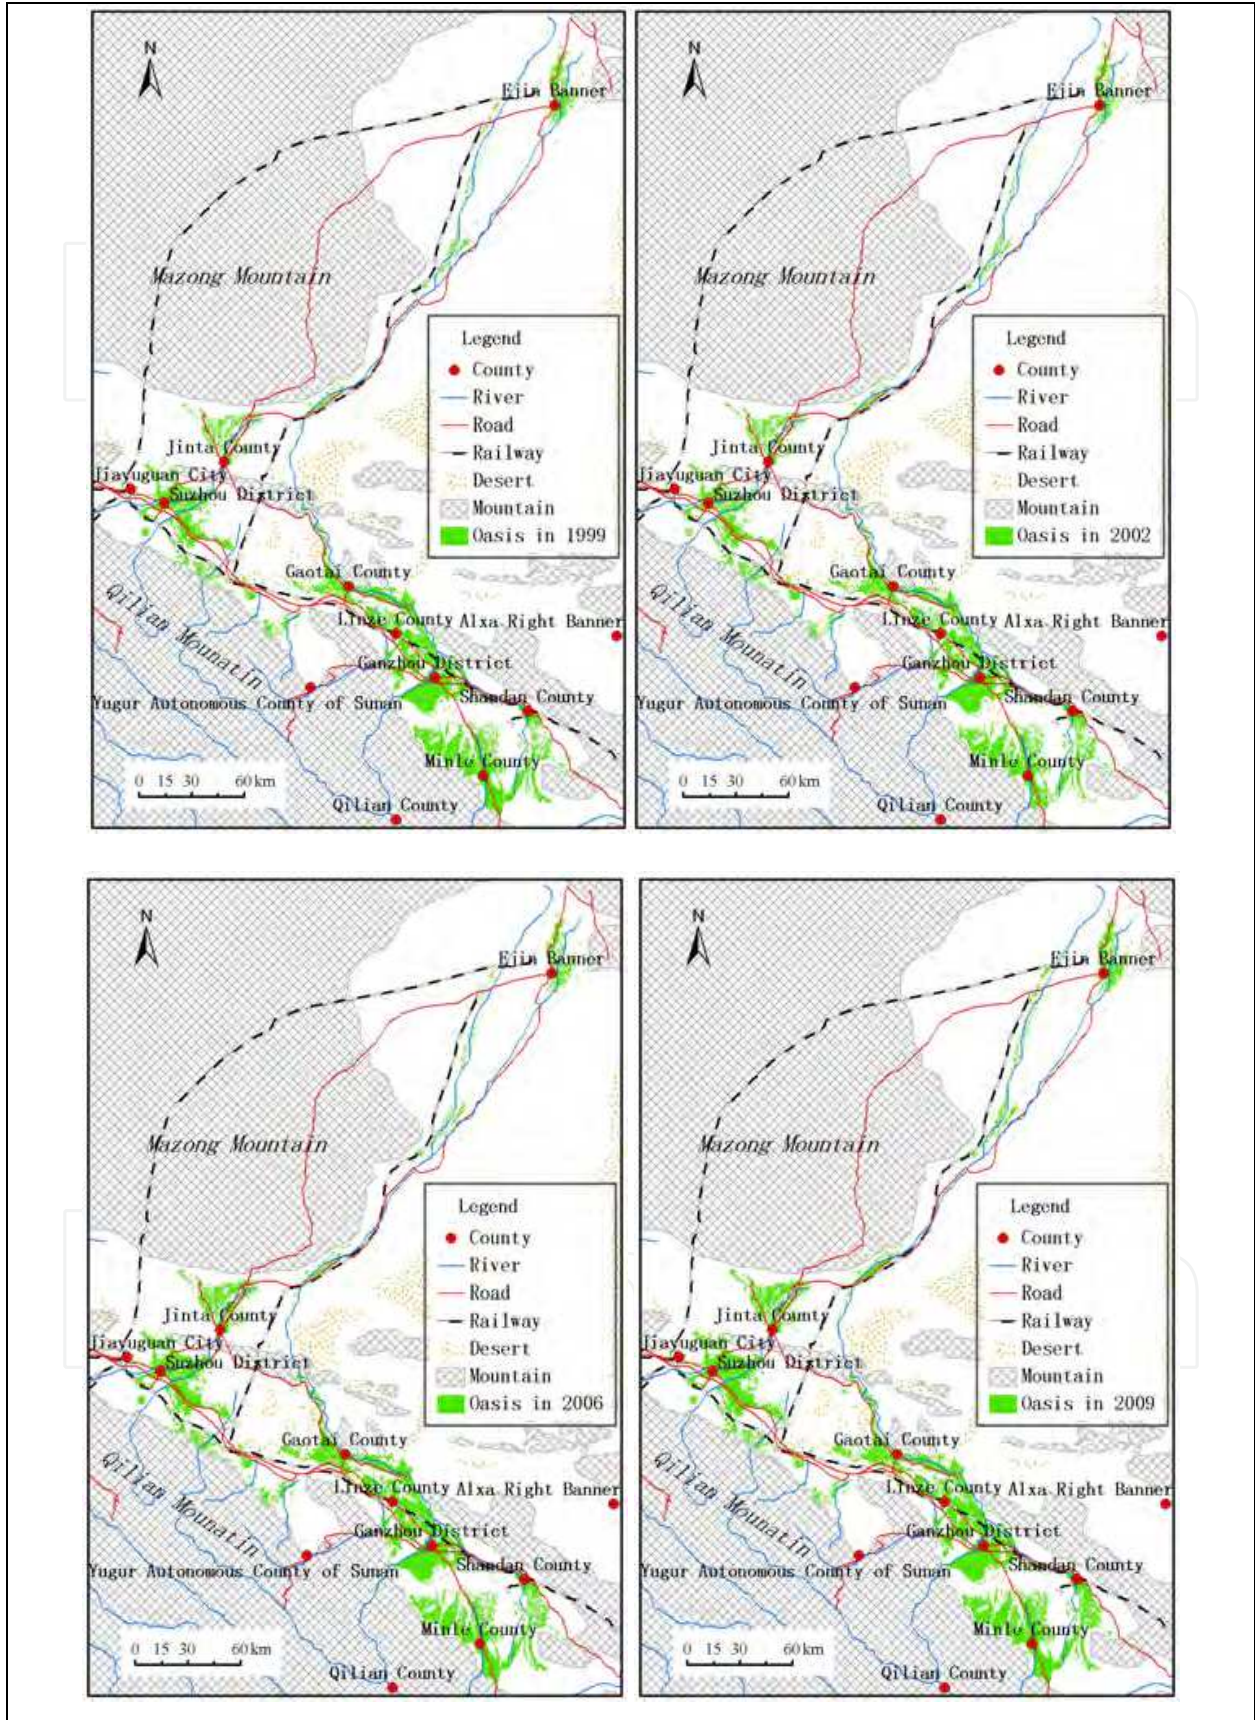 N
Ejin Banner
Mazong Mountain
Legend
County
River
Road
Railway
Desert
Mountain
Oasis in 1999
Jinta County
Jiayuguan City
Suzhou District
Gaotai County
Linze County
Alxa Right Banner
Qilian Mounatin
Ganzhou District
Shandan County
Yugur Autonomous County of Sunan
Minle County
0 15 30 60 km
Qilian County
N
Ejin Banner
Mazong Mountain
Legend
County
River
Road
Railway
Desert
Mountain
Oasis in 2002
Jinta County
Jiayuguan City
Suzhou District
Gaotai County
Linze County
Alxa Right Banner
Qilian Mounatin
Ganzhou District
Shandan County
Yugur Autonomous County of Sunan
Minle County
0 15 30 60 km
Qilian County
N
Ejin Banner
Mazong Mountain
Legend
County
River
Road
Railway
Desert
Mountain
Oasis in 2006
Jinta County
Jiayuguan City
Suzhou District
Gaotai County
Linze County
Alxa Right Banner
Qilian Mounatin
Ganzhou District
Shandan County
Yugur Autonomous County of Sunan
Minle County
0 15 30 60 km
Qilian County
N
Ejin Banner
Mazong Mountain
Legend
County
River
Road
Railway
Desert
Mountain
Oasis in 2009
Jinta County
Jiayuguan City
Suzhou District
Gaotai County
Linze County
Alxa Right Banner
Qilian Mounatin
Ganzhou District
Shandan County
Yugur Autonomous County of Sunan
Minle County
0 15 30 60 km
Qilian County